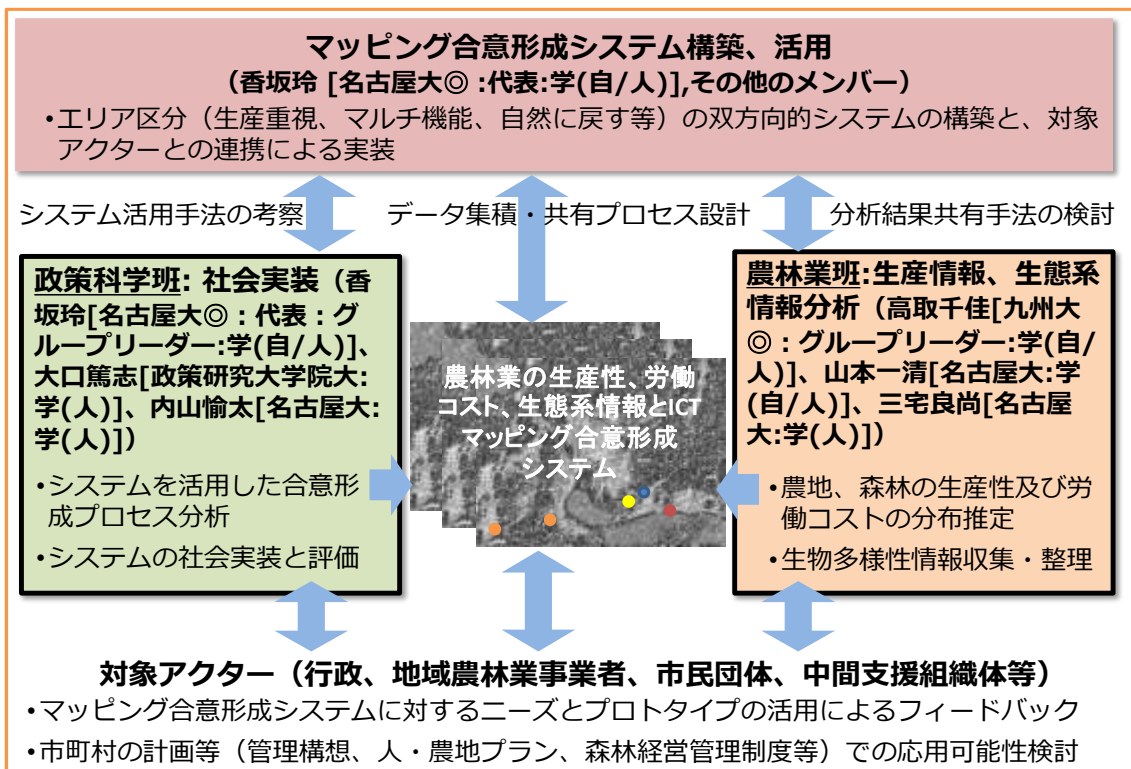 マッピング合意形成システム構築、活用
（香坂玲 [名古屋大◎ :代表:学(自/人)],その他のメンバー）
•エリア区分（生産重視、マルチ機能、自然に戻す等）の双方向的システムの構築と、対象
アクターとの連携による実装
システム活用手法の考察
データ集積・共有プロセス設計
分析結果共有手法の検討
政策科学班: 社会実装（香
坂玲[名古屋大◎：代表：グ
ループリーダー:学(自/人)]、
大口篤志[政策研究大学院大:
学(人)]、内山愉太[名古屋大:
学(人)]）
•システムを活用した合意形
成プロセス分析
•システムの社会実装と評価
農林業の生産性、労働
コスト、生態系情報とICT
マッピング合意形成
システム
農林業班:生産情報、生態系
情報分析（高取千佳[九州大
◎：グループリーダー:学(自/
人)]、山本一清[名古屋大:学
(自/人)]、三宅良尚[名古屋
大:学(人)]）
•農地、森林の生産性及び労
働コストの分布推定
•生物多様性情報収集・整理
対象アクター（行政、地域農林業事業者、市民団体、中間支援組織体等）
•マッピング合意形成システムに対するニーズとプロトタイプの活用によるフィードバック
•市町村の計画等（管理構想、人・農地プラン、森林経営管理制度等）での応用可能性検討